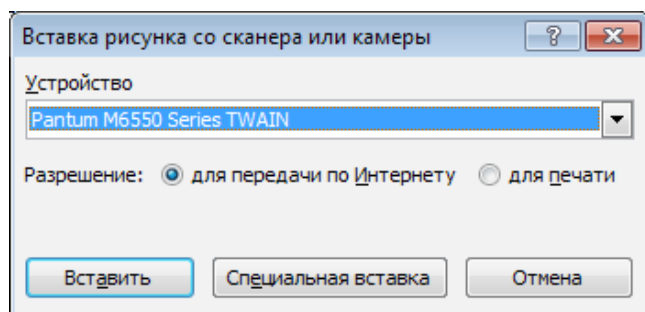 Вставка рисунка со сканера или камеры
?
Устройство
Pantum M6550 Series TWAIN
Разрешение: для передачи по Интернету для печати
Вставить Специальная вставка Отмена